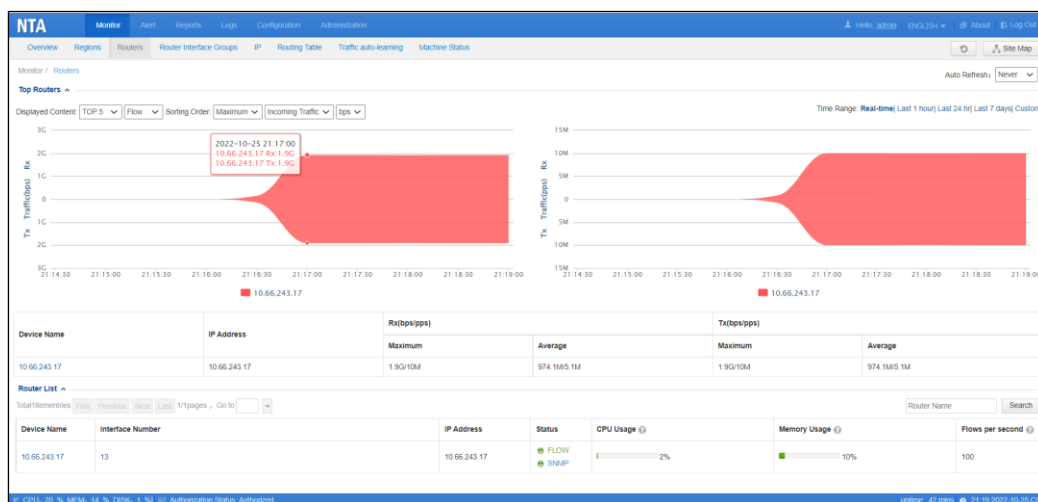 NTA Monitor Alert Reports Logs Configuration Administration Hello, admin ENGLISH About Log Out
Overview Regions Routers Router Interface Groups IP Routing Table Traffic auto-learning Machine Status Site Map
Monitor / Routers
Auto Refresh: Never
Top Routers
Displayed Content: TOP 5 Flow Sorting Order: Maximum Incoming Traffic bps
Time Range: Real-time| Last 1 hour| Last 24 hr| Last 7 days| Custom
3G
2G
1G
0
1G
2G
3G
Tx Traffic(bps) Rx
2022-10-25 21:17:00
10.66.243.17 Rx:1.9G
10.66.243.17 Tx:1.9G
21:14:30 21:15:00 21:15:30 21:16:00 21:16:30 21:17:00 21:17:30 21:18:00 21:18:30 21:19:00
10.66.243.17
15M
10M
5M
0
5M
10M
15M
Tx Traffic(pps) Rx
21:14:30 21:15:00 21:15:30 21:16:00 21:16:30 21:17:00 21:17:30 21:18:00 21:18:30 21:19:00
10.66.243.17
Device Name IP Address Rx(bps/pps) Tx(bps/pps)
Maximum Average Maximum Average
10.66.243.17 10.66.243.17 1.9G/10M 974.1M/5.1M 1.9G/10M 974.1M/5.1M
Router List
Total1itementries First Previous Next Last 1/1pages , Go to
Router Name Search
Device Name Interface Number IP Address Status CPU Usage Memory Usage Flows per second
10.66.243.17 13 10.66.243.17 FLOW 2% 10% 100
SNMP
CPU- 20 % MEM- 14 % DISK- 1 %] Authorization Status: Authorized
uptime 42 mins 21:19 2022-10-25